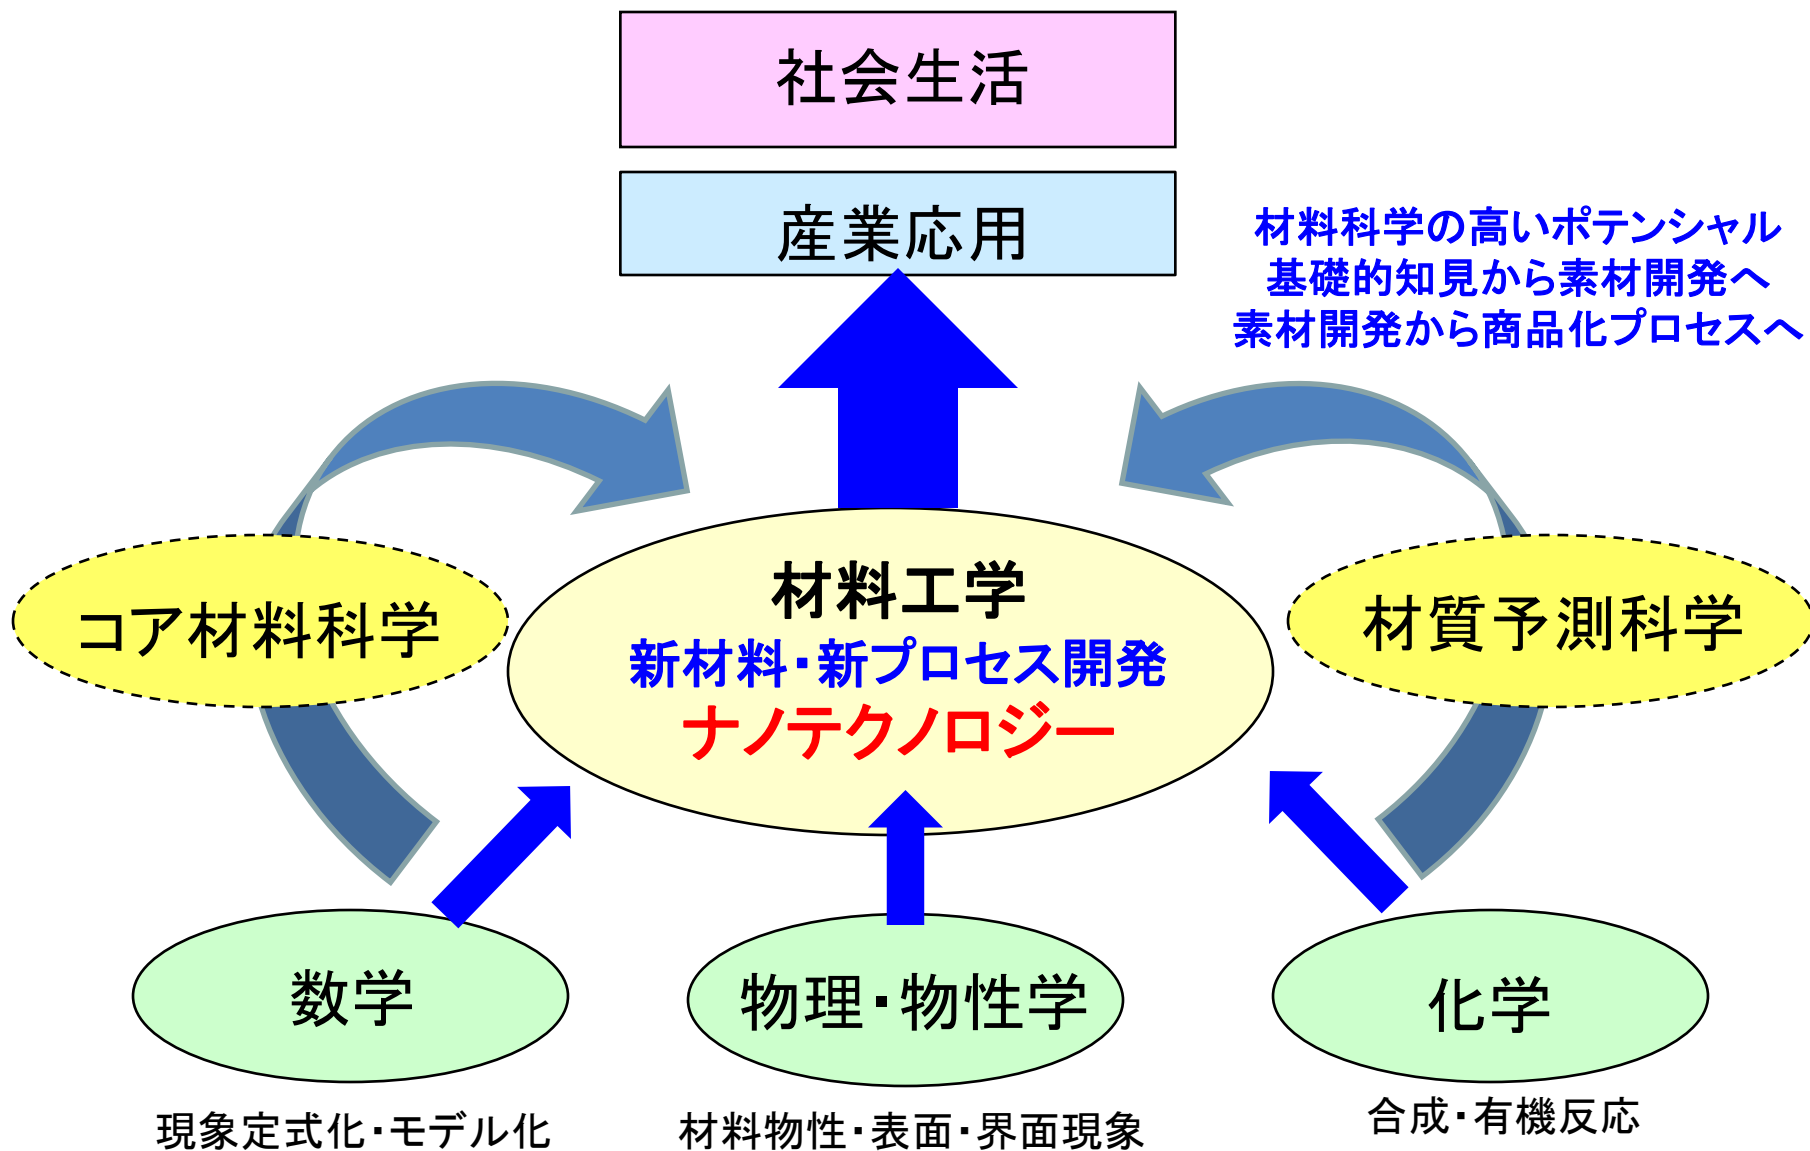 社会生活
産業応用
材料科学の高いポテンシャル
基礎的知見から素材開発へ
素材開発から商品化プロセスへ
コア材料科学
材料工学
新材料・新プロセス開発
ナノテクノロジー
材質予測科学
数学
物理・物性学
化学
現象定式化・モデル化
材料物性・表面・界面現象
合成・有機反応